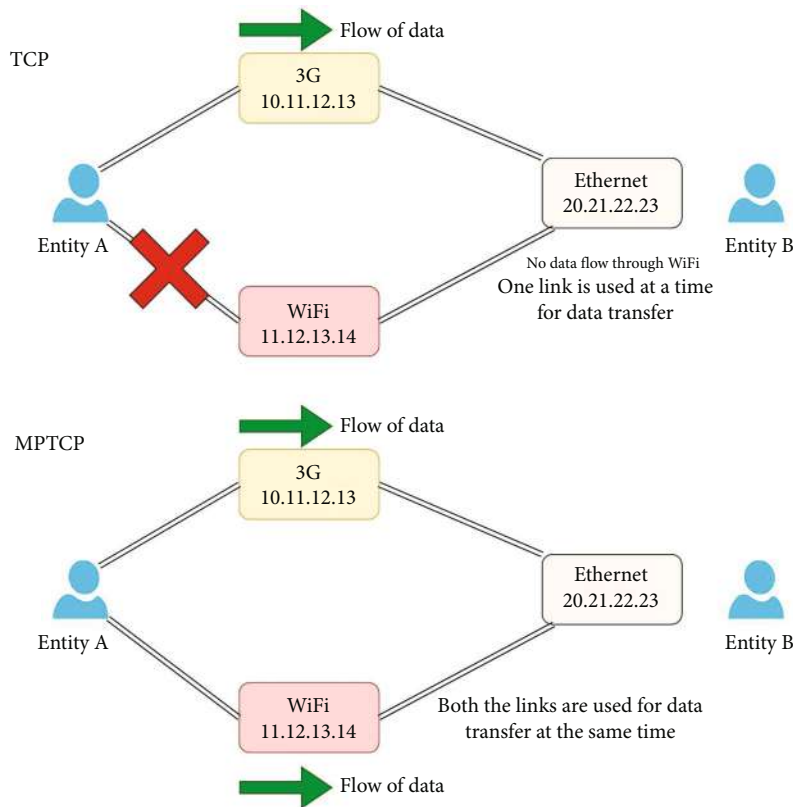 Flow of data
TCP
3G
10.11.12.13
Entity A
Ethernet
20.21.22.23
Entity B
No data flow through WiFi
One link is used at a time
for data transfer
WiFi
11.12.13.14
Flow of data
MPTCP
3G
10.11.12.13
Entity A
Ethernet
20.21.22.23
Entity B
WiFi
11.12.13.14
Both the links are used for data
transfer at the same time
Flow of data